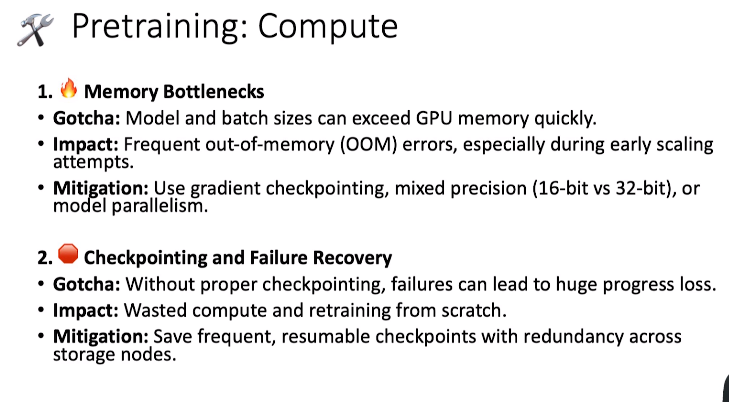 🛠️ Pretraining: Compute
1. 🔥 Memory Bottlenecks
• Gotcha: Model and batch sizes can exceed GPU memory quickly.
• Impact: Frequent out-of-memory (OOM) errors, especially during early scaling
attempts.
• Mitigation: Use gradient checkpointing, mixed precision (16-bit vs 32-bit), or
model parallelism.
2. 🛑 Checkpointing and Failure Recovery
• Gotcha: Without proper checkpointing, failures can lead to huge progress loss.
• Impact: Wasted compute and retraining from scratch.
• Mitigation: Save frequent, resumable checkpoints with redundancy across
storage nodes.